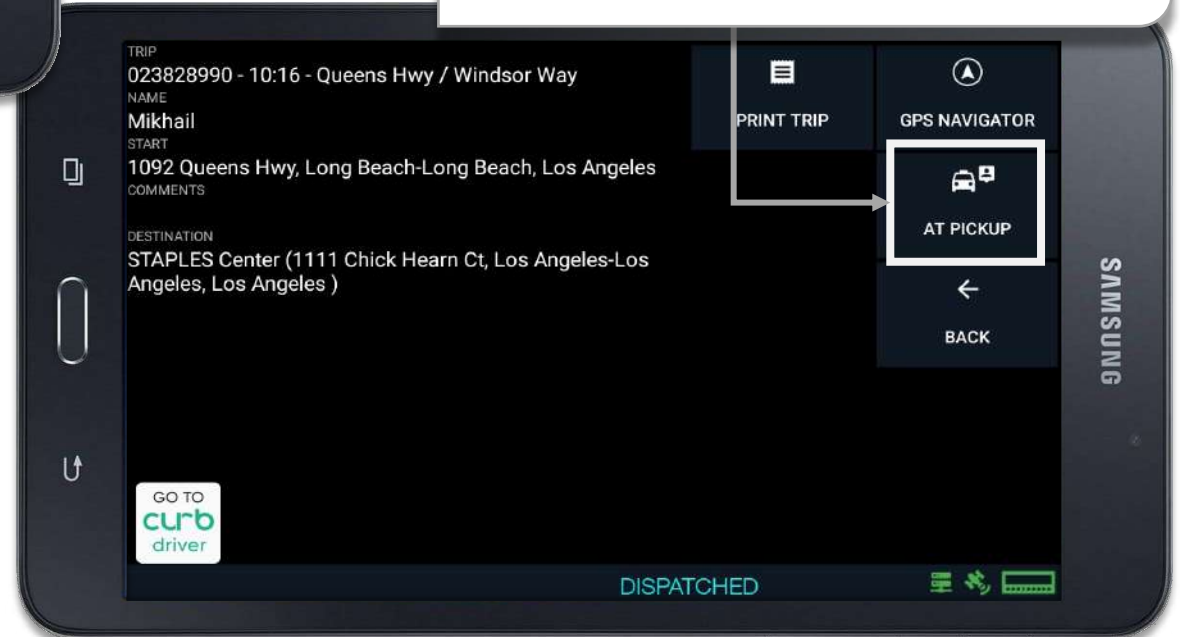 TRIP
023828990 - 10:16 - Queens Hwy / Windsor Way
NAME
Mikhail
START
1092 Queens Hwy, Long Beach-Long Beach, Los Angeles
COMMENTS
DESTINATION
STAPLES Center (1111 Chick Hearn Ct, Los Angeles-Los
Angeles, Los Angeles )
PRINT TRIP
GPS NAVIGATOR
AT PICKUP
BACK
GO TO
curb
driver
DISPATCHED
SAMSUNG